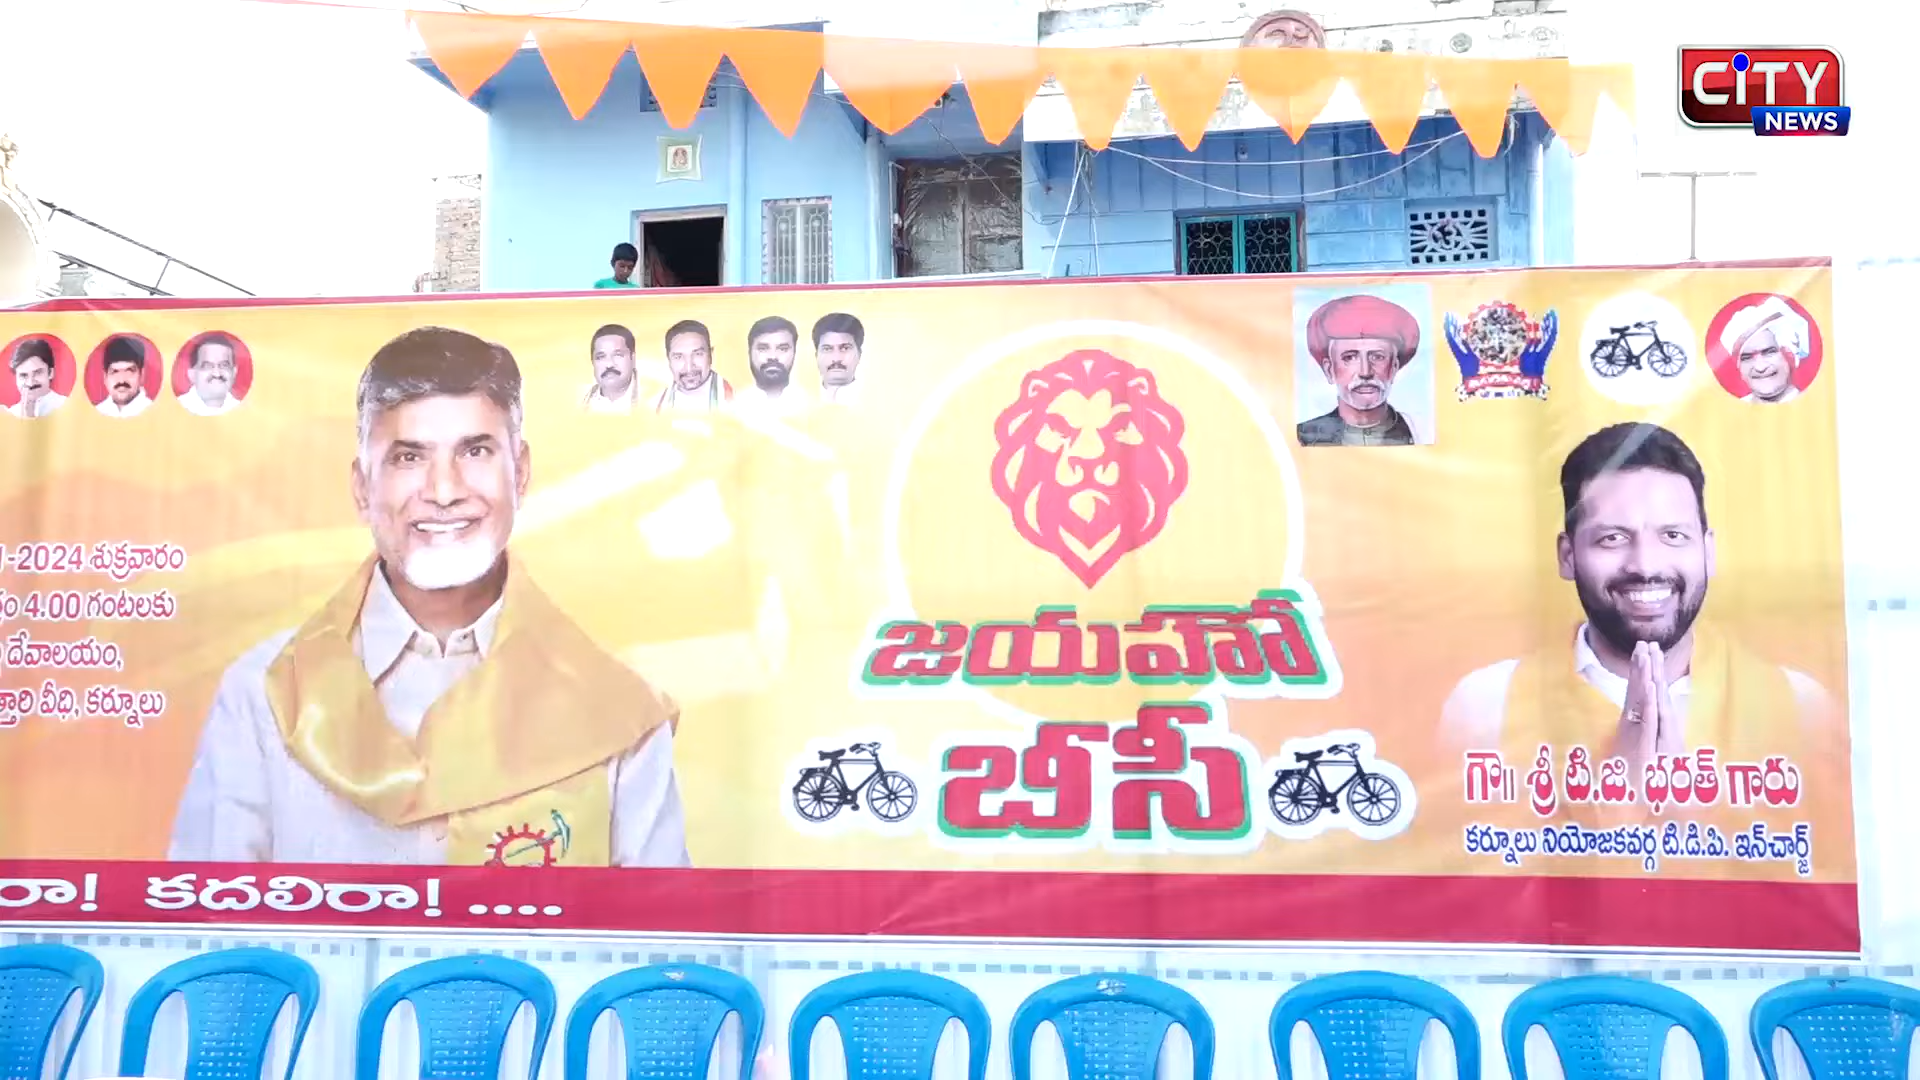 CITY
NEWS
-2024 శుక్రవారం
4.00 గంటలకు
దేవాలయం,
వీధి, కర్నూలు
జయహో
బీసీ
గౌ|| శ్రీ టి.జి. భరత్ గారు
కర్నూలు నియోజకవర్గ టి.డి.పి. ఇన్‌చార్జ్
రా! కదలిరా! ....